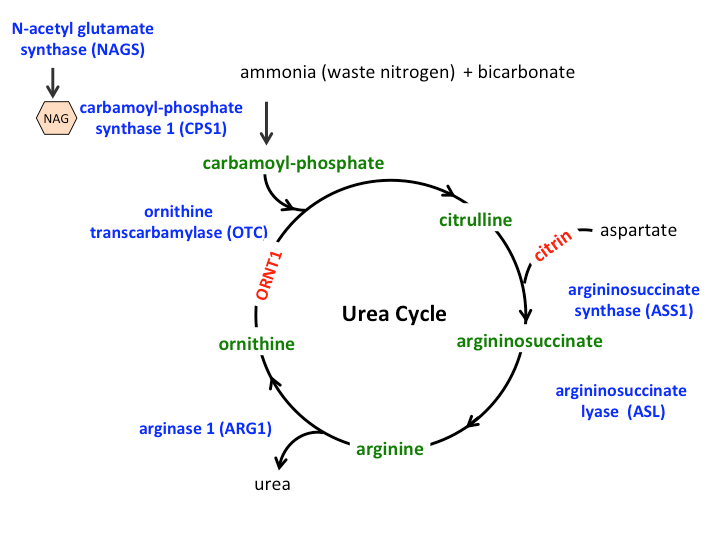 N-acetyl glutamate
synthase (NAGS)
ammonia (waste nitrogen) + bicarbonate
NAG
carbamoyl-phosphate
synthase 1 (CPS1)
carbamoyl-phosphate
ornithine
transcarbamylase (OTC)
citrulline
citrin
aspartate
ORNT1
argininosuccinate
synthase (ASS1)
Urea Cycle
ornithine
argininosuccinate
argininosuccinate
lyase (ASL)
arginase 1 (ARG1)
arginine
urea